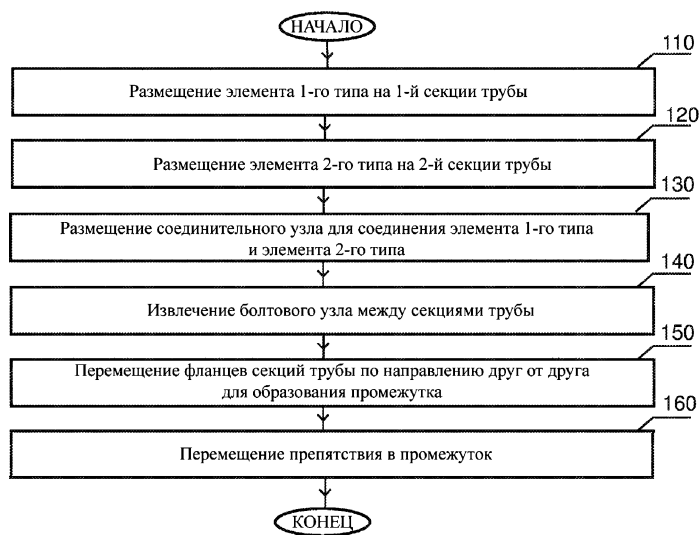 НАЧАЛО
110
Размещение элемента 1-го типа на 1-й секции трубы
120
Размещение элемента 2-го типа на 2-й секции трубы
130
Размещение соединительного узла для соединения элемента 1-го типа
и элемента 2-го типа
140
Извлечение болтового узла между секциями трубы
150
Перемещение фланцев секций трубы по направлению друг от друга
для образования промежутка
160
Перемещение препятствия в промежуток
КОНЕЦ